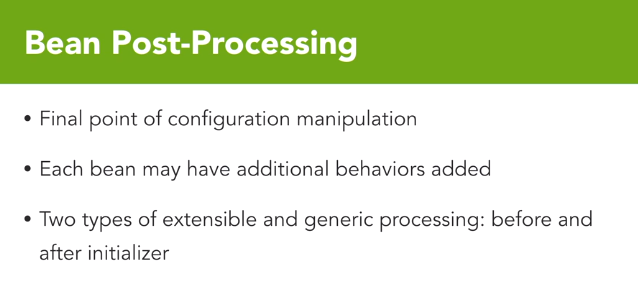 Bean Post-Processing
• Final point of configuration manipulation
• Each bean may have additional behaviors added
• Two types of extensible and generic processing: before and
after initializer